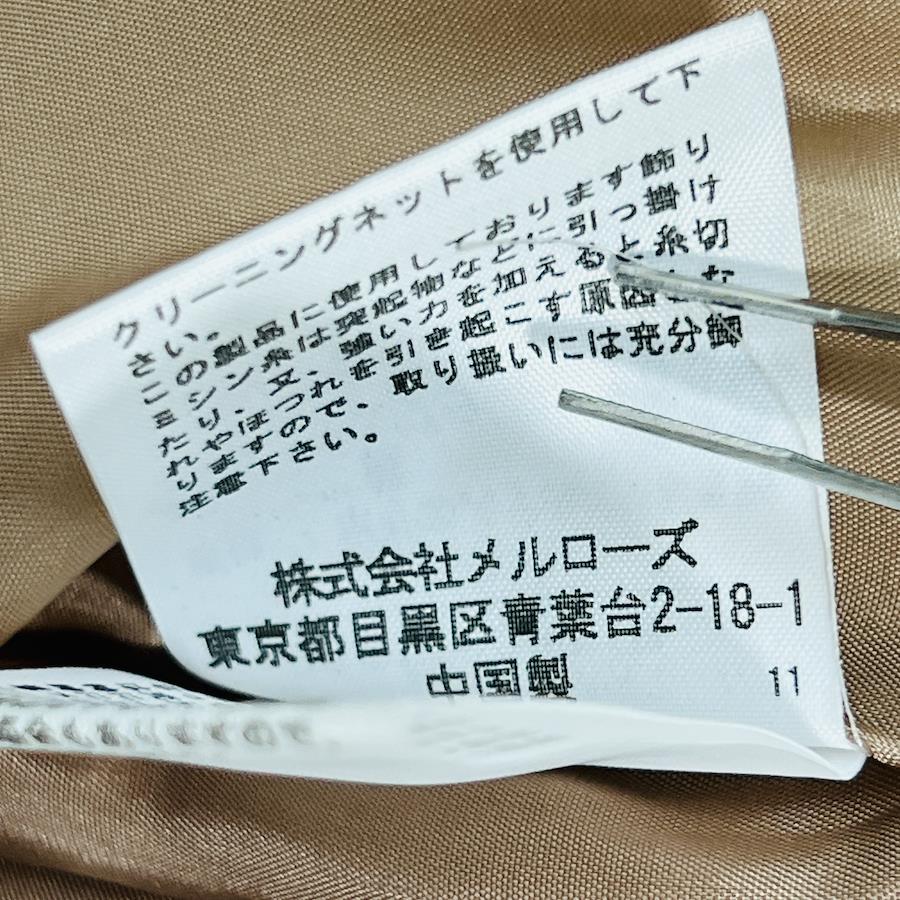 クリーニングネットを使用して下
さい。
この製品に使用しております飾り
ミシン糸は突起物などに引っ掛け
たり、又、強い力を加えると糸切
れやほつれを引き起こす原因とな
りますので、取り扱いには充分御
注意下さい。
株式会社メルローズ
東京都目黒区青葉台2-18-1
中国製 11